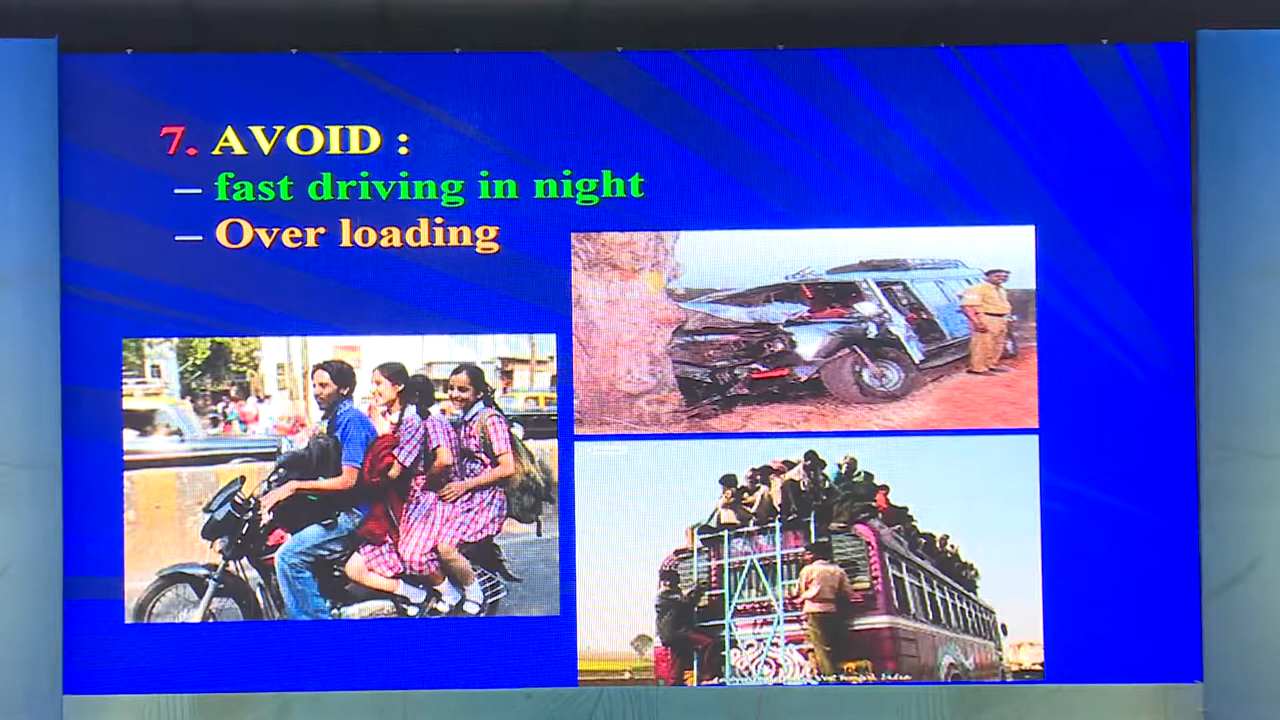 7. AVOID :
– fast driving in night
– Over loading